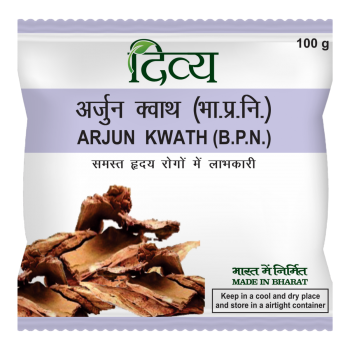 100 g
दिव्य
अर्जुन क्वाथ (भा.प्र.नि.)
ARJUN KWATH (B.P.N.)
समस्त हृदय रोगों में लाभकारी
भारत में निर्मित
MADE IN BHARAT
Keep in a cool and dry place
and store in a airtight container